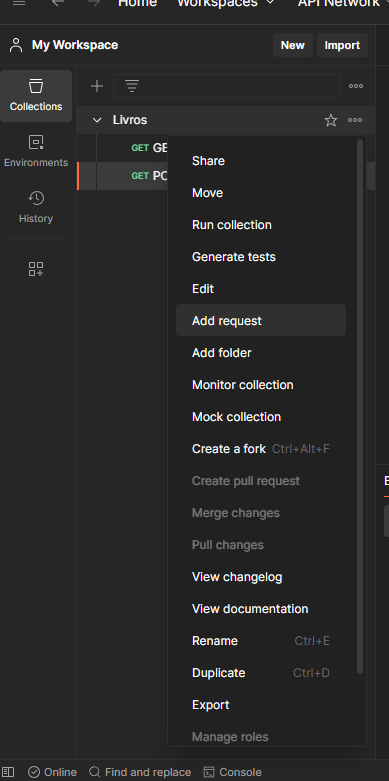 Home Workspaces API Network
My Workspace New Import
Collections
Livros
GET GE
Environments
GET PO
History
Share
Move
Run collection
Generate tests
Edit
Add request
Add folder
Monitor collection
Mock collection
Create a fork Ctrl+Alt+F
Create pull request
Merge changes
Pull changes
View changelog
View documentation
Rename Ctrl+E
Duplicate Ctrl+D
Export
Manage roles
Online Find and replace Console